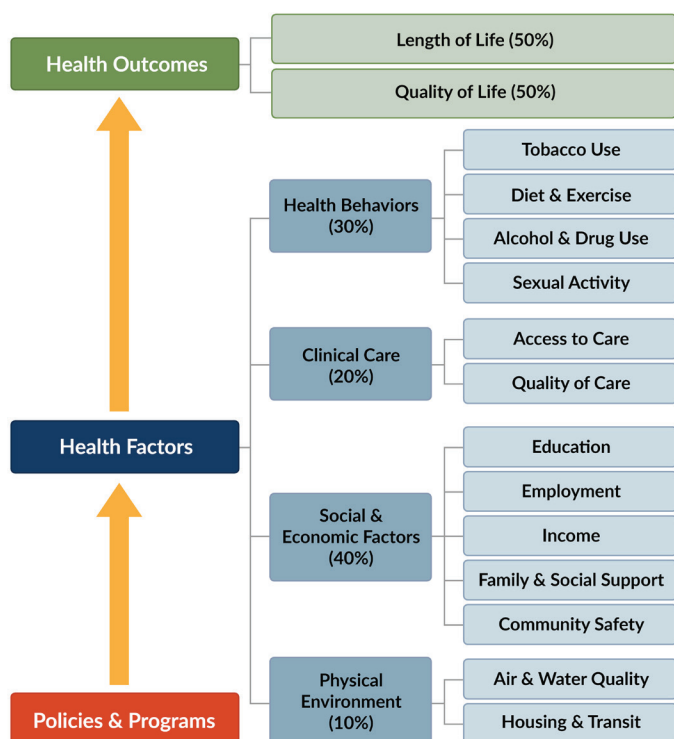 Health Outcomes
Length of Life (50%)
Quality of Life (50%)
Health Behaviors
(30%)
Tobacco Use
Diet & Exercise
Alcohol & Drug Use
Sexual Activity
Clinical Care
(20%)
Access to Care
Quality of Care
Health Factors
Social &
Economic Factors
(40%)
Education
Employment
Income
Family & Social Support
Community Safety
Physical
Environment
(10%)
Air & Water Quality
Housing & Transit
Policies & Programs